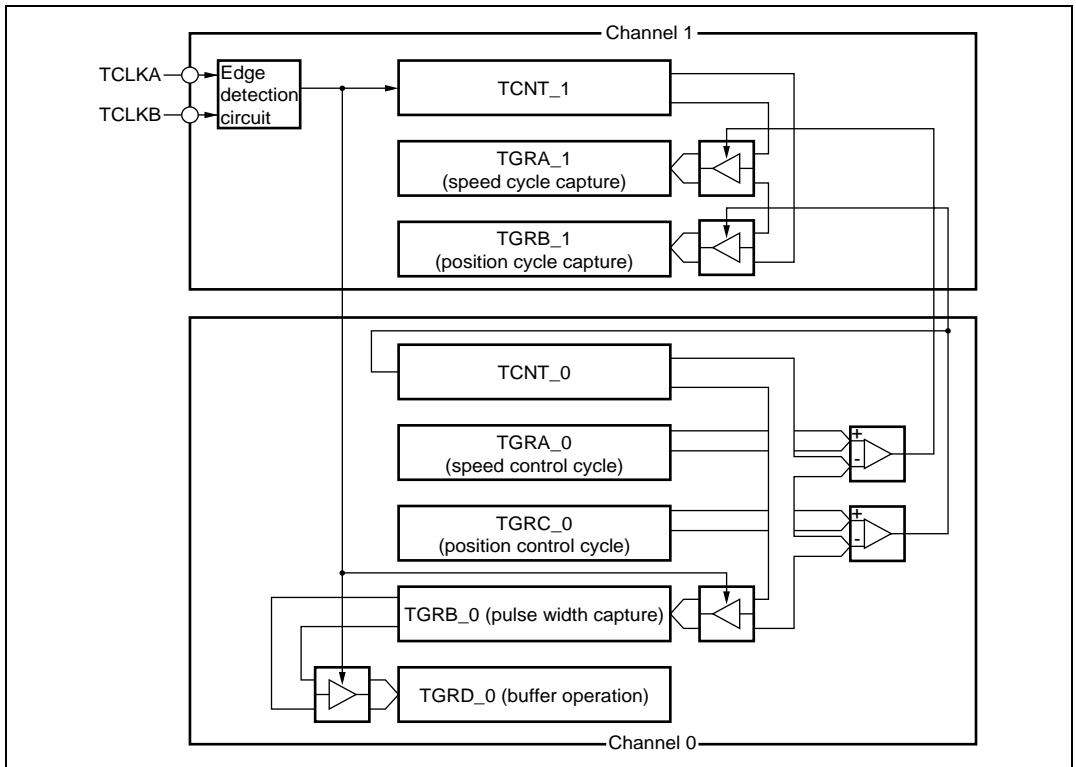 Channel 1
TCLKA
TCLKB
Edge
detection
circuit
TCNT_1
TGRA_1
(speed cycle capture)
TGRB_1
(position cycle capture)
TCNT_0
TGRA_0
(speed control cycle)
+
-
TGRC_0
(position control cycle)
+
-
TGRB_0 (pulse width capture)
TGRD_0 (buffer operation)
Channel 0